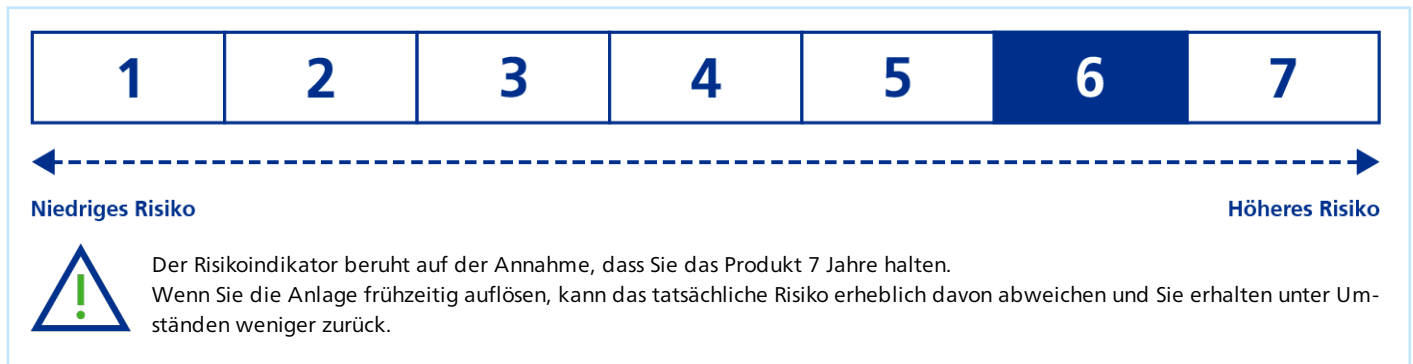 1 2 3 4 5 6 7
Niedriges Risiko Höheres Risiko
Der Risikoindikator beruht auf der Annahme, dass Sie das Produkt 7 Jahre halten.
Wenn Sie die Anlage frühzeitig auflösen, kann das tatsächliche Risiko erheblich davon abweichen und Sie erhalten unter Um-
ständen weniger zurück.